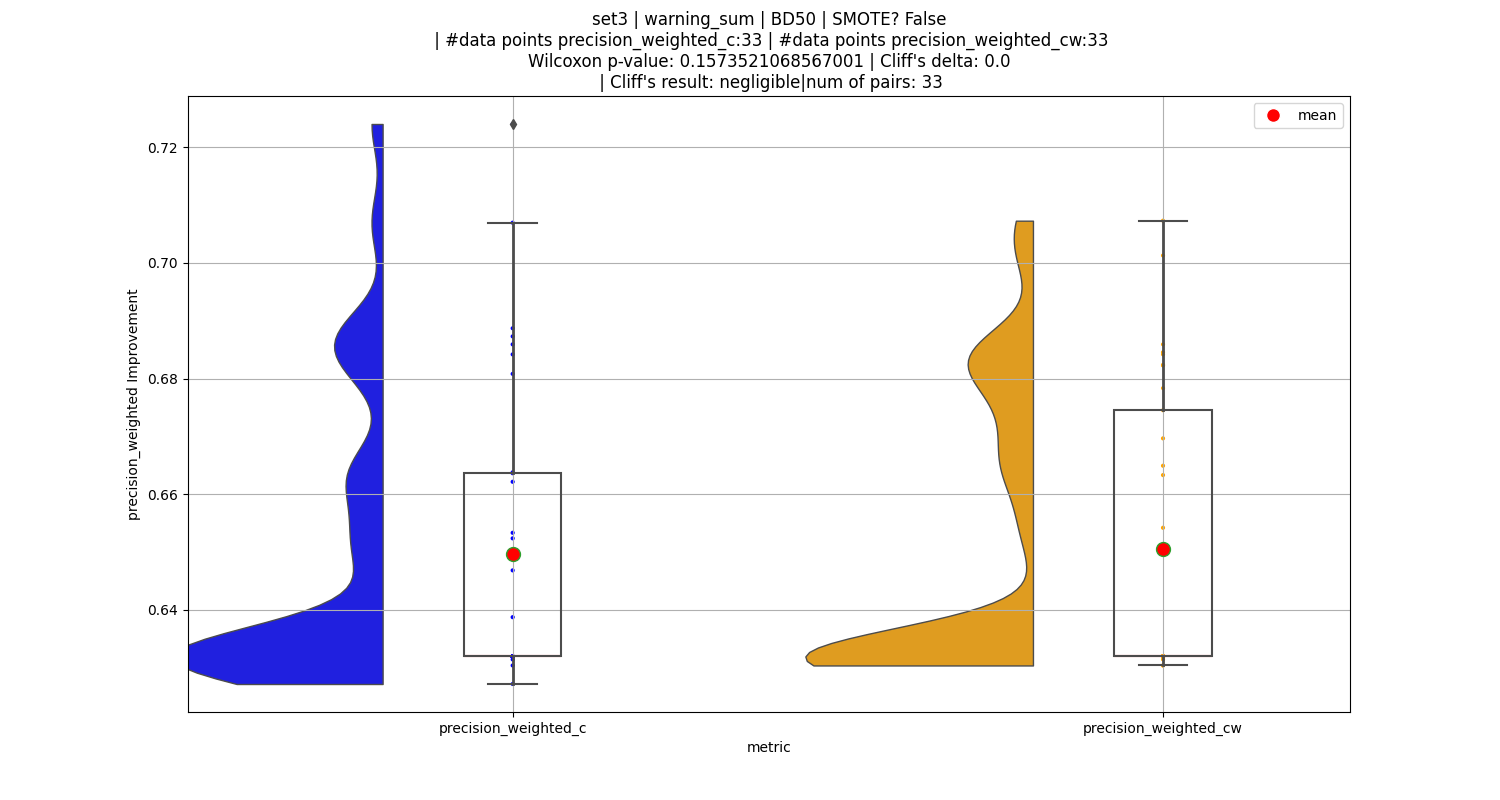 set3 | warning_sum | BD50 | SMOTE? False
| #data points precision_weighted_c:33 | #data points precision_weighted_cw:33
Wilcoxon p-value: 0.1573521068567001 | Cliff's delta: 0.0
| Cliff's result: negligible|num of pairs: 33
mean
0.72
0.70
0.68
0.66
0.64
precision_weighted Improvement
precision_weighted_c
precision_weighted_cw
metric